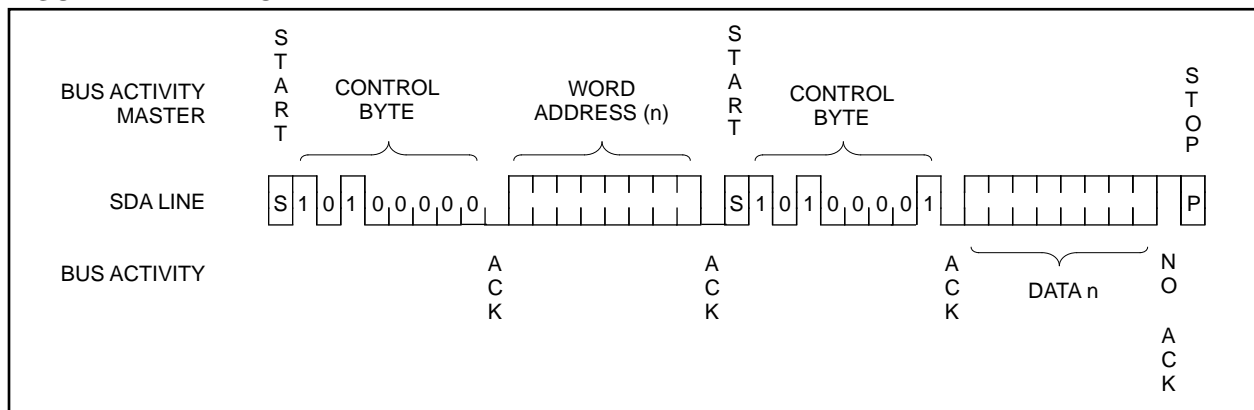 START
CONTROL BYTE
WORD ADDRESS (n)
START
CONTROL BYTE
STOP
BUS ACTIVITY MASTER
SDA LINE
S 1 0 1 0 0 0 0 0 S 1 0 1 0 0 0 0 1 P
BUS ACTIVITY
ACK
ACK
ACK
DATA n
NO ACK